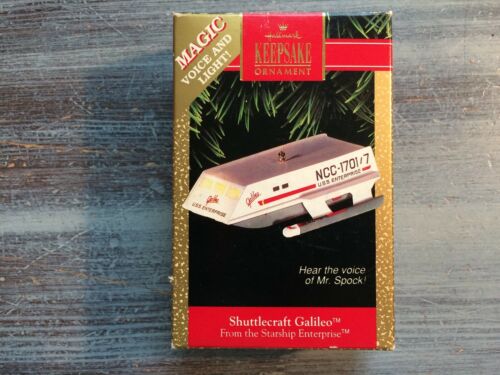 MAGIC
VOICE AND
LIGHT!
Hallmark
KEEPSAKE
ORNAMENT
NCC-1701/7
U.S.S. ENTERPRISE
Galileo
U.S.S. ENTERPRISE
Hear the voice
of Mr. Spock!
Shuttlecraft Galileo™
From the Starship Enterprise™